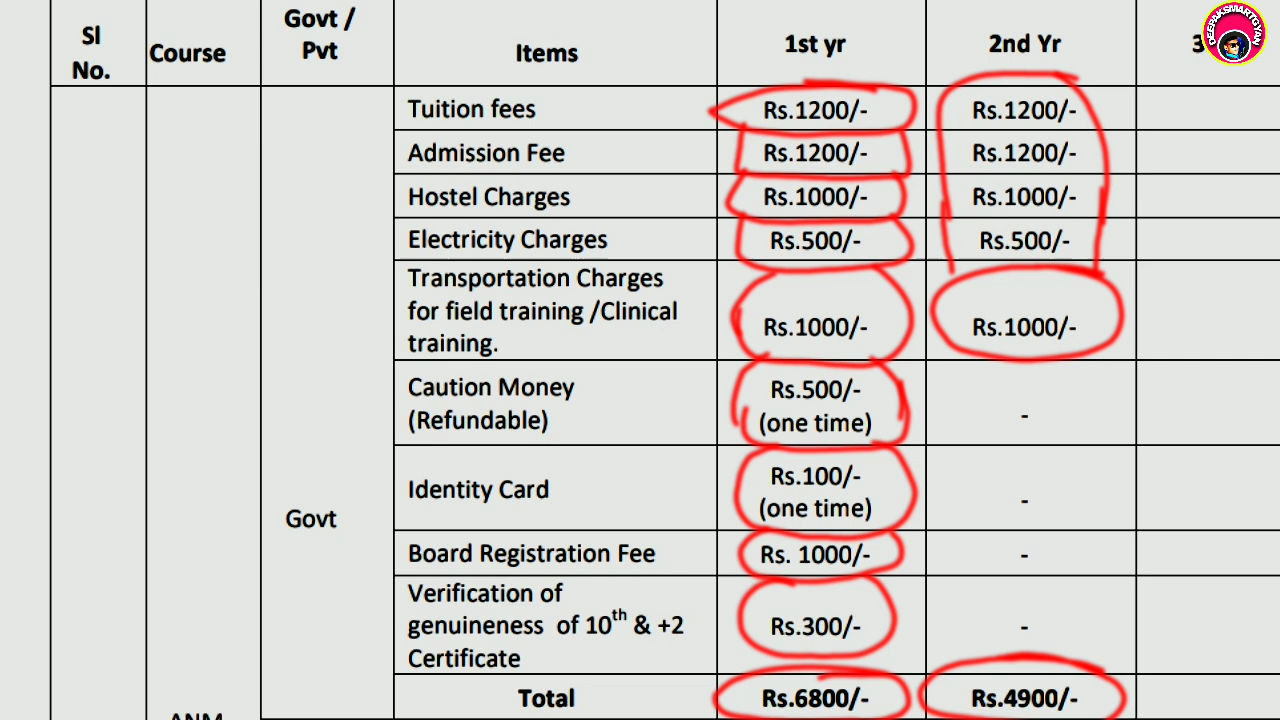 Sl No.
Course
Govt / Pvt
Items
1st yr
2nd Yr
3
DEEPAKSMARTGYAN
Tuition fees Rs.1200/- Rs.1200/-
Admission Fee Rs.1200/- Rs.1200/-
Hostel Charges Rs.1000/- Rs.1000/-
Electricity Charges Rs.500/- Rs.500/-
Transportation Charges
for field training /Clinical
training. Rs.1000/- Rs.1000/-
Caution Money
(Refundable)
Rs.500/-
(one time)
-
Identity Card
Rs.100/-
(one time)
-
Govt
Board Registration Fee Rs. 1000/- -
Verification of
genuineness of 10th & +2
Certificate
Rs.300/- -
Total Rs.6800/- Rs.4900/-
ANM